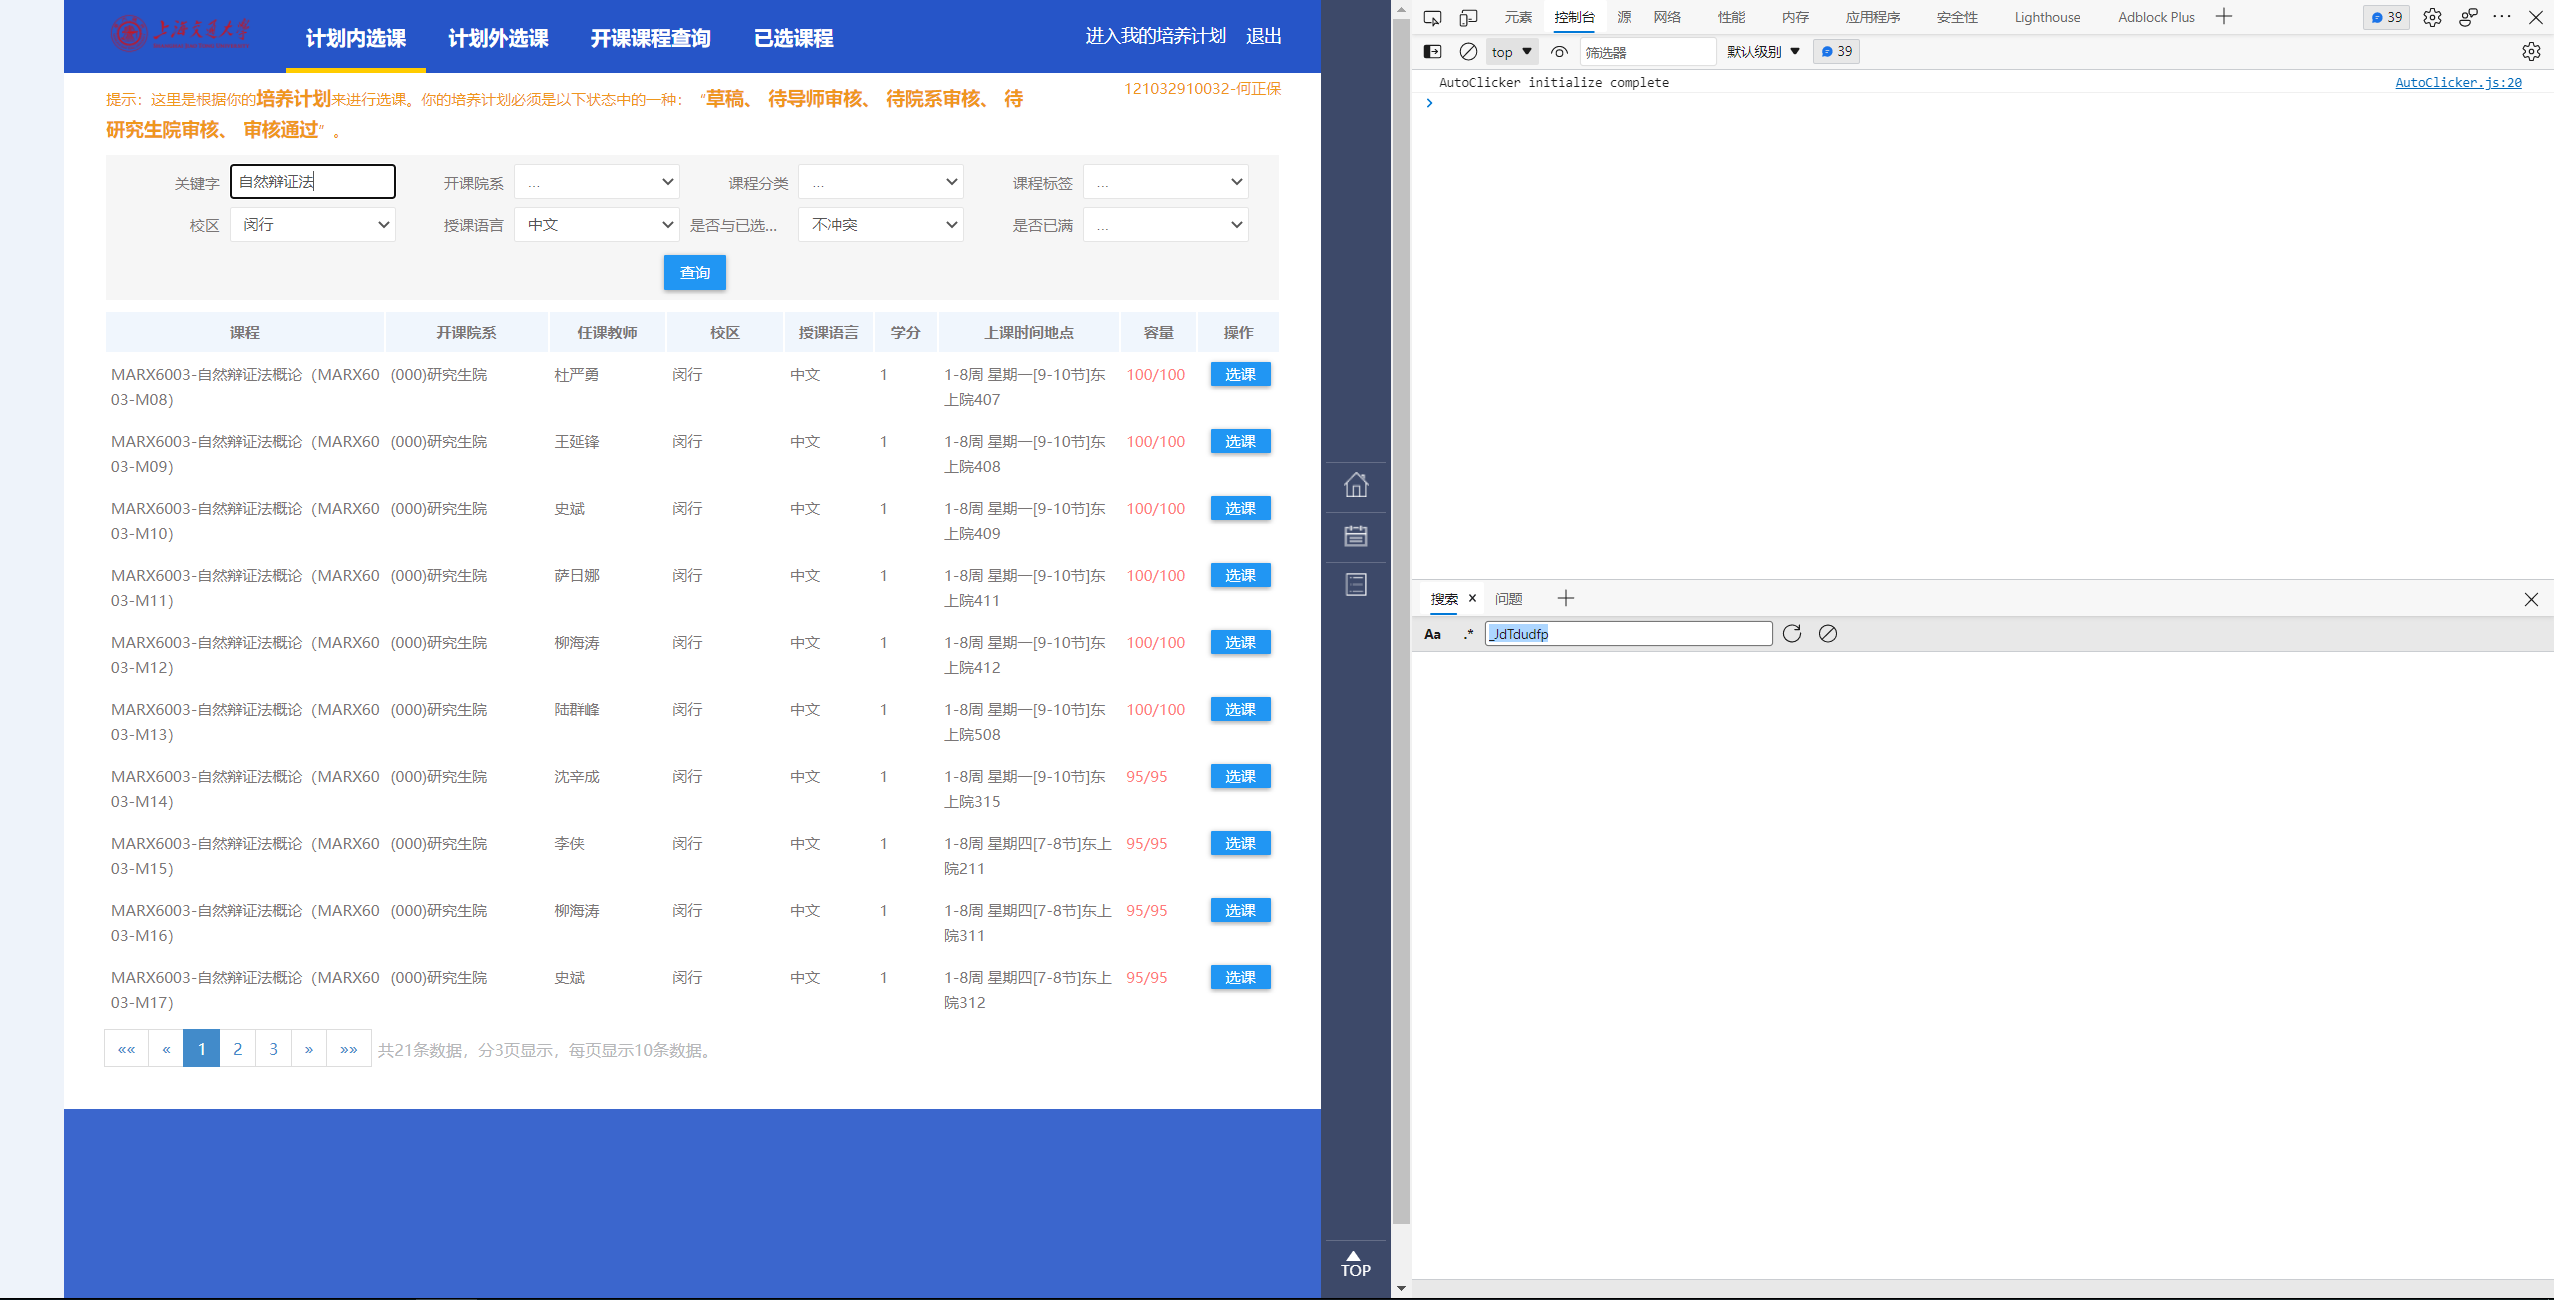 上海交通大学
计划内选课 计划外选课 开课课程查询 已选课程 进入我的培养计划 退出
提示：这里是根据你的培养计划来进行选课。你的培养计划必须是以下状态中的一种：“草稿、 待导师审核、 待院系审核、 待
研究生院审核、 审核通过”。
121032910032-何正保
关键字 自然辩证法 开课院系 ... 课程分类 ... 课程标签 ...
校区 闵行 授课语言 中文 是否与已选... 不冲突 是否已满 ...
查询
课程 开课院系 任课教师 校区 授课语言 学分 上课时间地点 容量 操作
MARX6003-自然辩证法概论（MARX60 (000)研究生院 杜严勇 闵行 中文 1 1-8周 星期一[9-10节]东 100/100 选课
03-M08） 上院407
MARX6003-自然辩证法概论（MARX60 (000)研究生院 王延锋 闵行 中文 1 1-8周 星期一[9-10节]东 100/100 选课
03-M09） 上院408
MARX6003-自然辩证法概论（MARX60 (000)研究生院 史斌 闵行 中文 1 1-8周 星期一[9-10节]东 100/100 选课
03-M10） 上院409
MARX6003-自然辩证法概论（MARX60 (000)研究生院 萨日娜 闵行 中文 1 1-8周 星期一[9-10节]东 100/100 选课
03-M11） 上院411
MARX6003-自然辩证法概论（MARX60 (000)研究生院 柳海涛 闵行 中文 1 1-8周 星期一[9-10节]东 100/100 选课
03-M12） 上院412
MARX6003-自然辩证法概论（MARX60 (000)研究生院 陆群峰 闵行 中文 1 1-8周 星期一[9-10节]东 100/100 选课
03-M13） 上院508
MARX6003-自然辩证法概论（MARX60 (000)研究生院 沈辛成 闵行 中文 1 1-8周 星期一[9-10节]东 95/95 选课
03-M14） 上院315
MARX6003-自然辩证法概论（MARX60 (000)研究生院 李侠 闵行 中文 1 1-8周 星期四[7-8节]东上 95/95 选课
03-M15） 院211
MARX6003-自然辩证法概论（MARX60 (000)研究生院 柳海涛 闵行 中文 1 1-8周 星期四[7-8节]东上 95/95 选课
03-M16） 院311
MARX6003-自然辩证法概论（MARX60 (000)研究生院 史斌 闵行 中文 1 1-8周 星期四[7-8节]东上 95/95 选课
03-M17） 院312
«« « 1 2 3 » »» 共21条数据，分3页显示，每页显示10条数据。
TOP
元素 控制台 源 网络 性能 内存 应用程序 安全性 Lighthouse Adblock Plus 39
top 筛选器 默认级别 39
AutoClicker initialize complete AutoClicker.js:20
搜索 问题
Aa .* _JdTdudfp